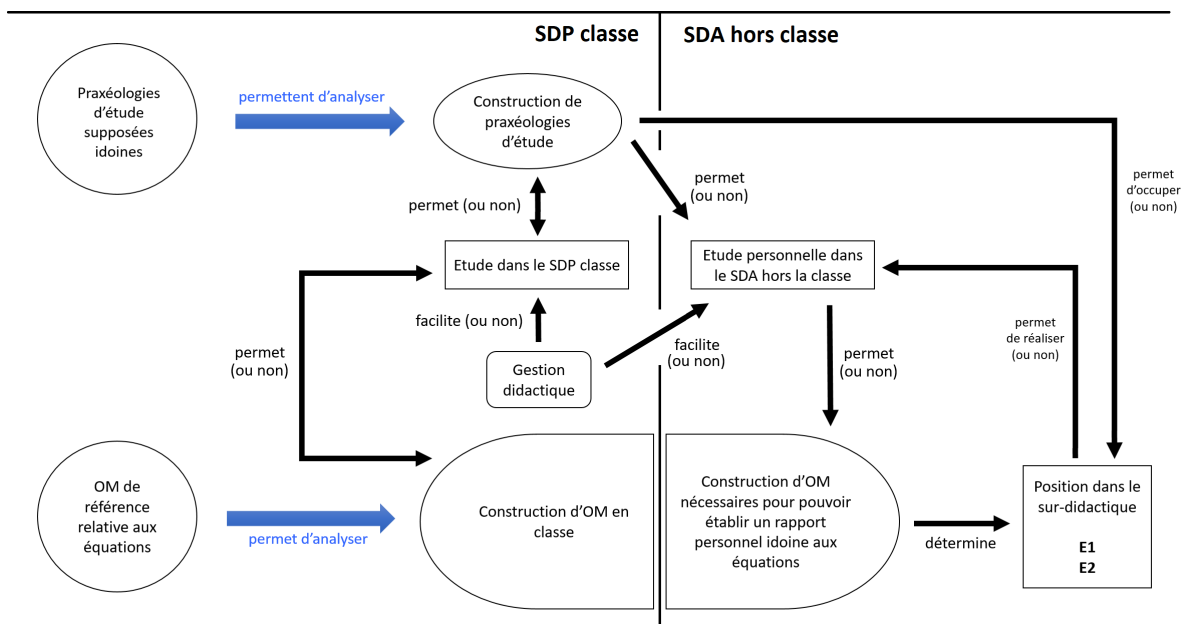 SDP classe
SDA hors classe
Praxéologies
d’étude
supposées
idoines
permettent d’analyser
Construction de
praxéologies
d’étude
permet (ou non)
permet
(ou non)
permet
d’occuper
(ou non)
Etude dans le SDP classe
Etude personnelle dans
le SDA hors la classe
facilite (ou non)
facilite
(ou non)
permet
de réaliser
(ou non)
permet
(ou non)
permet
(ou non)
Gestion
didactique
OM de
référence
relative aux
équations
permet d’analyser
Construction d’OM en
classe
Construction d’OM
nécessaires pour pouvoir
établir un rapport
personnel idoine aux
équations
détermine
Position dans le
sur-didactique
E1
E2